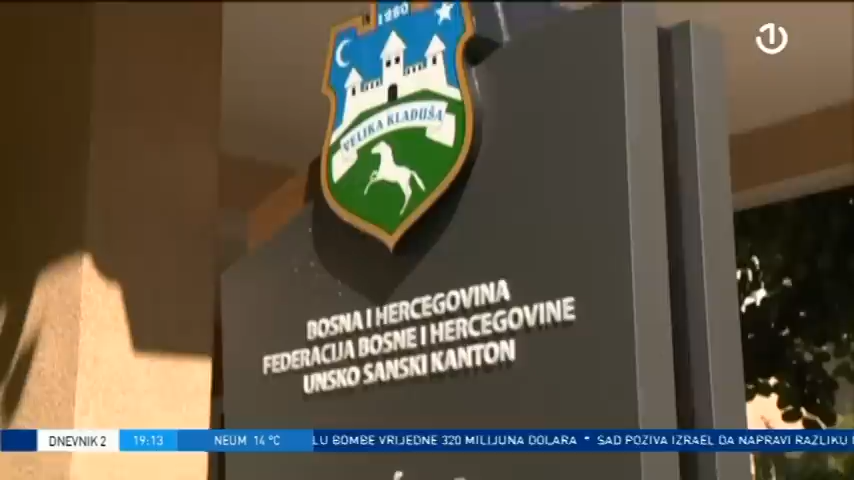 1280
VELIKA KLADUŠA
BOSNA I HERCEGOVINA
FEDERACIJA BOSNE I HERCEGOVINE
UNSKO SANSKI KANTON
DNEVNIK 2
19:13
NEUM 14 °C
LU BOMBE VRIJEDNE 320 MILIJUNA DOLARA * SAD POZIVA IZRAEL DA NAPRAVI RAZLIKU